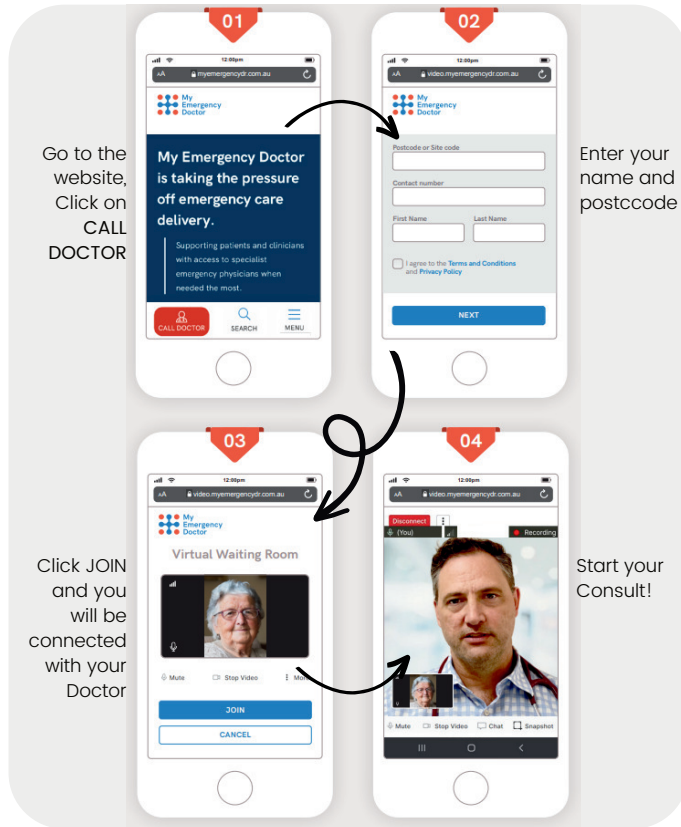 01
12:00pm
AA myemergencydr.com.au
My
Emergency
Doctor
My Emergency Doctor
is taking the pressure
off emergency care
delivery.
Supporting patients and clinicians
with access to specialist
emergency physicians when
needed the most.
CALL DOCTOR
SEARCH
MENU
Go to the
website,
Click on
CALL
DOCTOR
02
12:00pm
AA video.myemergencydr.com.au
My
Emergency
Doctor
Postcode or Site code
Contact number
First Name
Last Name
I agree to the Terms and Conditions
and Privacy Policy
NEXT
Enter your
name and
postccode
03
12:00pm
AA video.myemergencydr.com.au
My
Emergency
Doctor
Virtual Waiting Room
Mute
Stop Video
More
JOIN
CANCEL
Click JOIN
and you
will be
connected
with your
Doctor
04
12:00pm
AA video.myemergencydr.com.au
Disconnect
(You)
Recording
Mute
Stop Video
Chat
Snapshot
Start your
Consult!